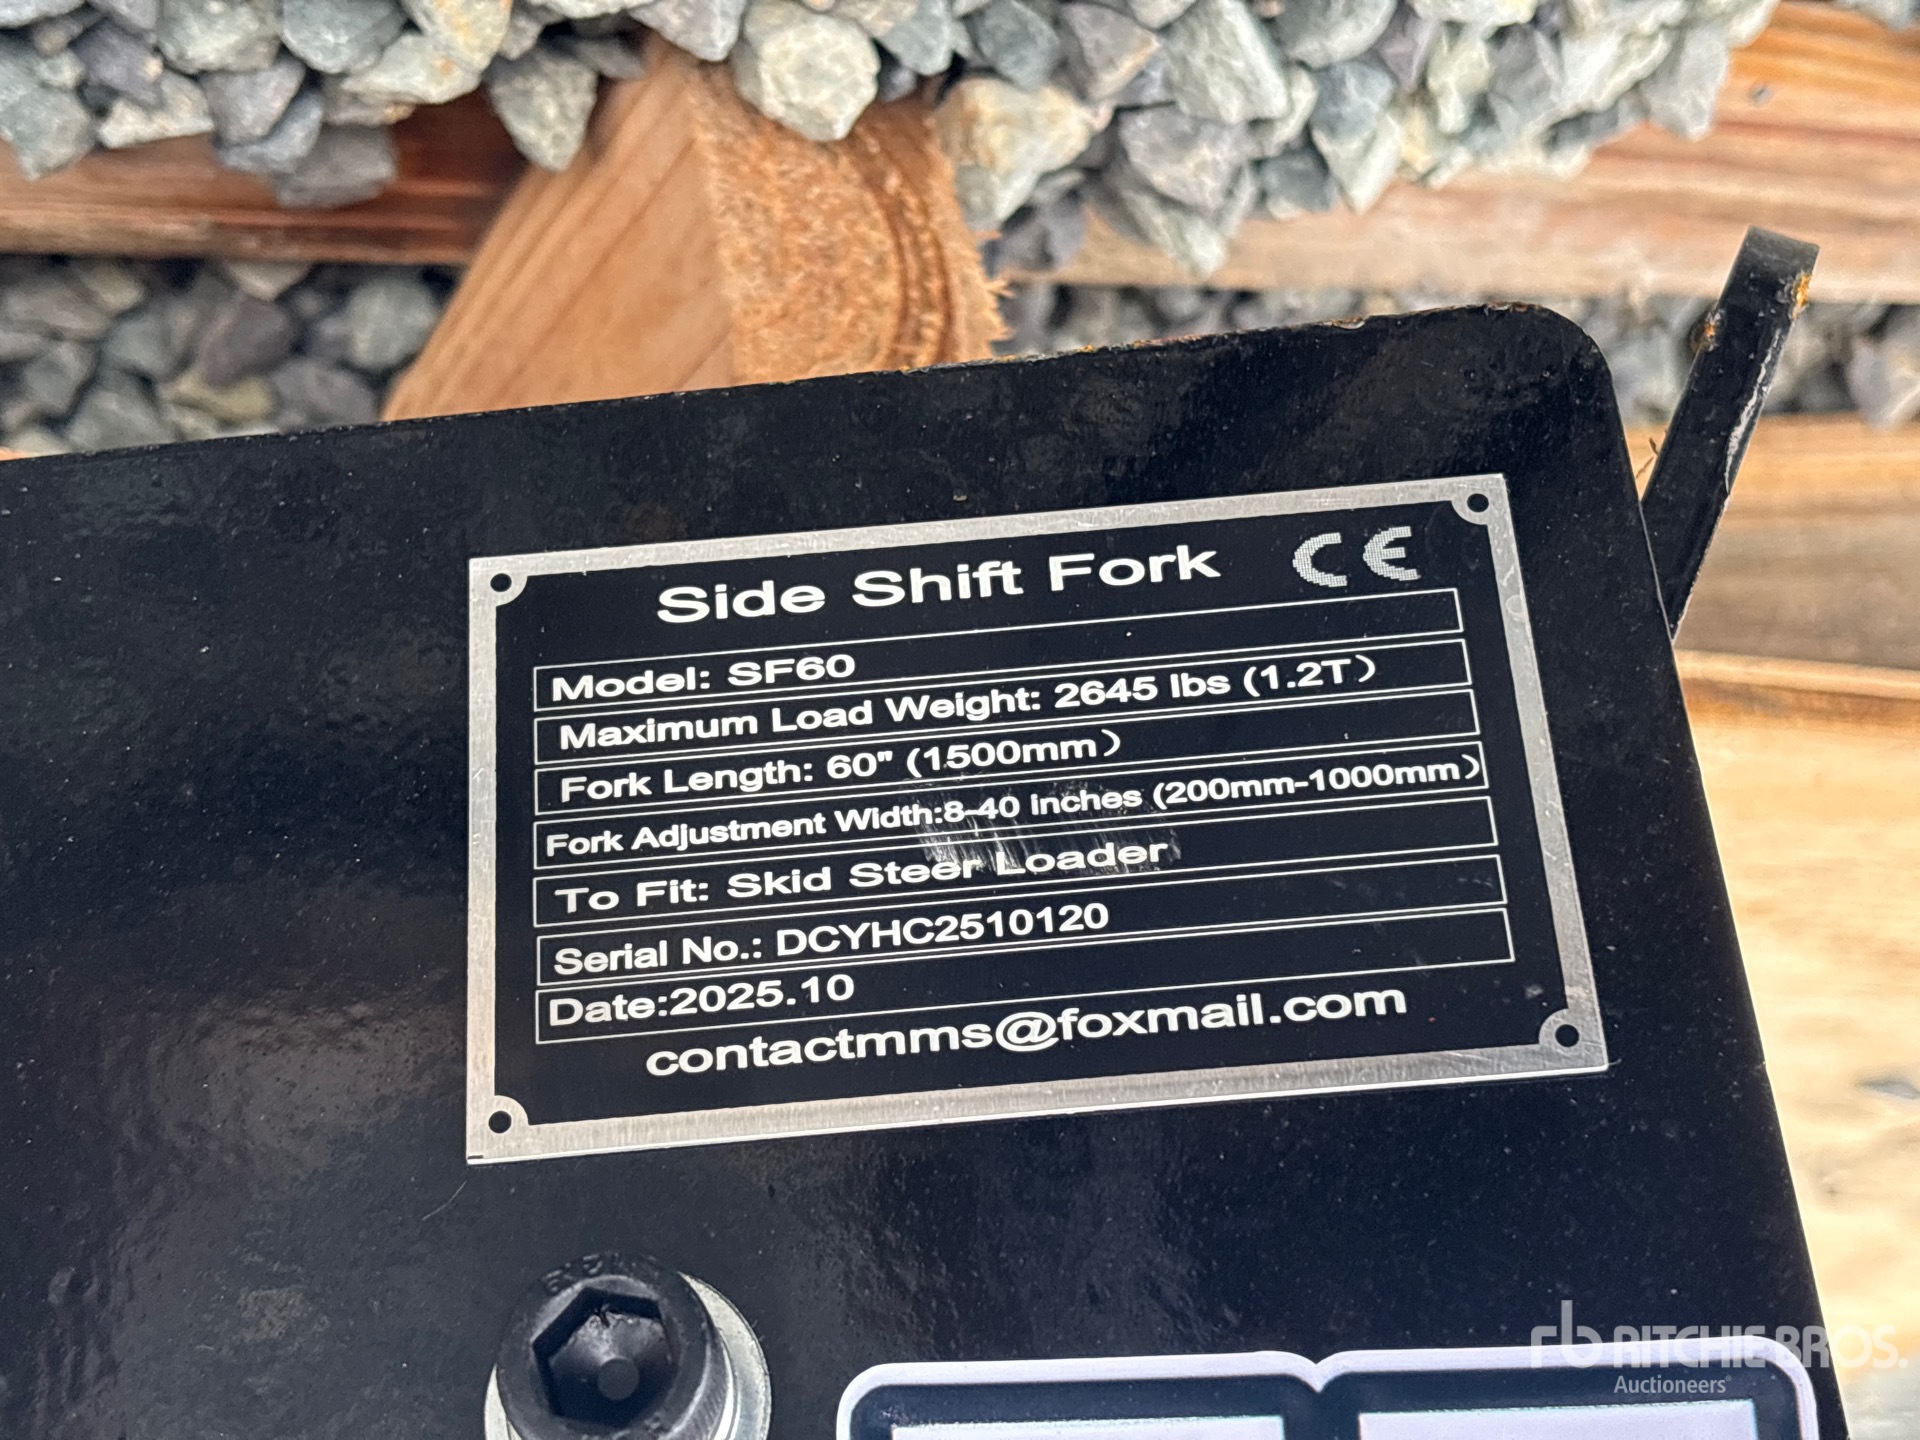 Side Shift Fork CE
Model: SF60
Maximum Load Weight: 2645 lbs (1.2T)
Fork Length: 60" (1500mm)
Fork Adjustment Width:8-40 inches (200mm-1000mm)
To Fit: Skid Steer Loader
Serial No.: DCYHC2510120
Date:2025.10
contactmms@foxmail.com
rb RITCHIE BROS.
Auctioneers